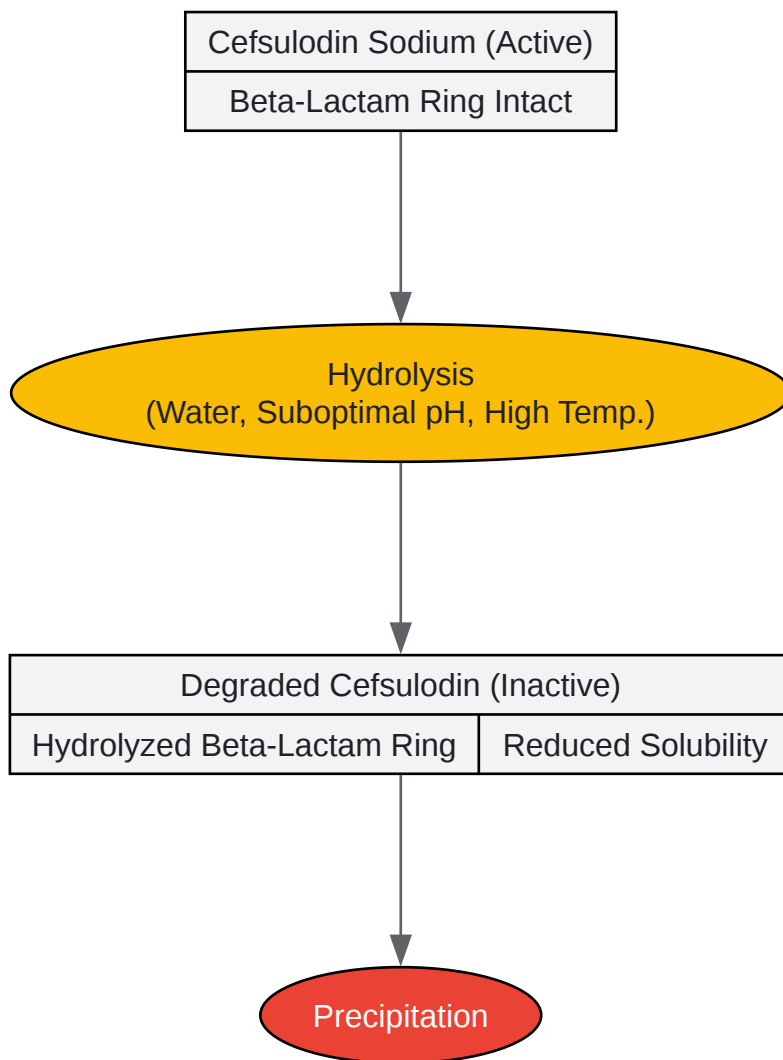 Cefsulodin Sodium (Active)
Beta-Lactam Ring Intact
Hydrolysis
(Water, Suboptimal pH, High Temp.)
Degraded Cefsulodin (Inactive)
Hydrolyzed Beta-Lactam Ring
Reduced Solubility
Precipitation